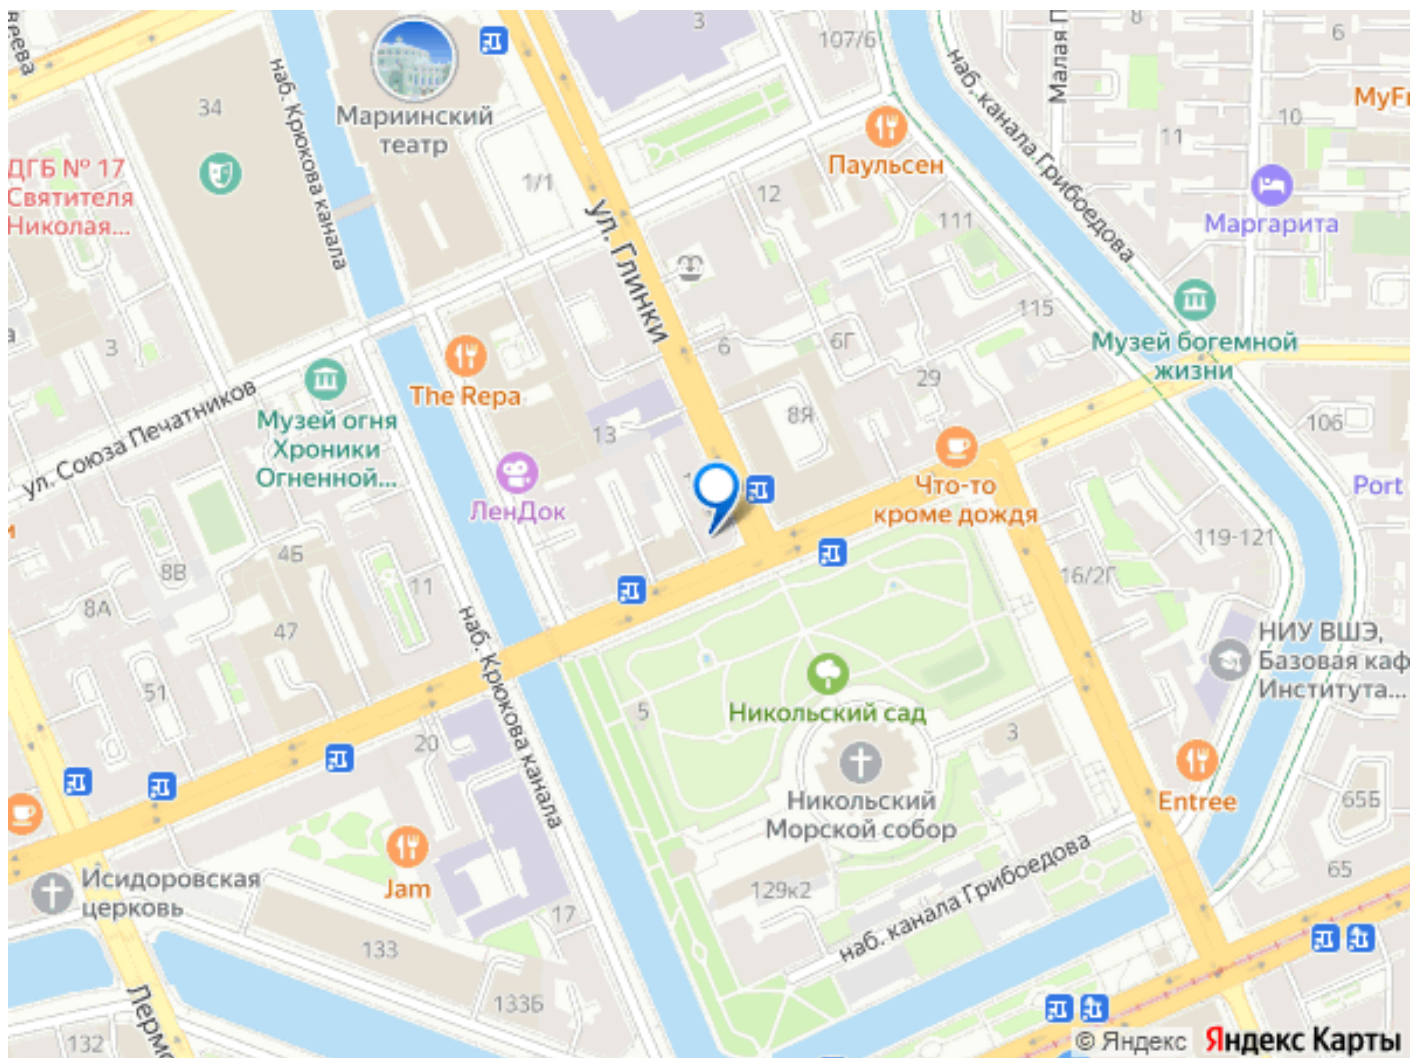 3
107/6
8
6
наб. Крюкова канала
Мариинский
театр
34
наб. канала Грибоедова
Малая П
MyFr
10
11
Паульсен
ДГБ № 17
Святителя
Николая...
1/1
12
ул. Глинки
111
Маргарита
115
Музей богемной
жизни
3
The Repa
6
6Г
29
Музей огня
Хроники
Огненной...
ул. Союза Печатников
13
8Я
106
ЛенДок
Что-то
кроме дождя
Port
119-121
4Б
8В
8А
11
47
16/2Г
наб. Крюкова канала
НИУ ВШЭ,
Базовая каф
Института...
51
5
Никольский сад
3
20
Никольский
Морской собор
Entree
65Б
65
Jam
Исидоровская
церковь
129к2
наб. канала Грибоедова
17
133
133Б
132
Лермо
© Яндекс Яндекс Карты